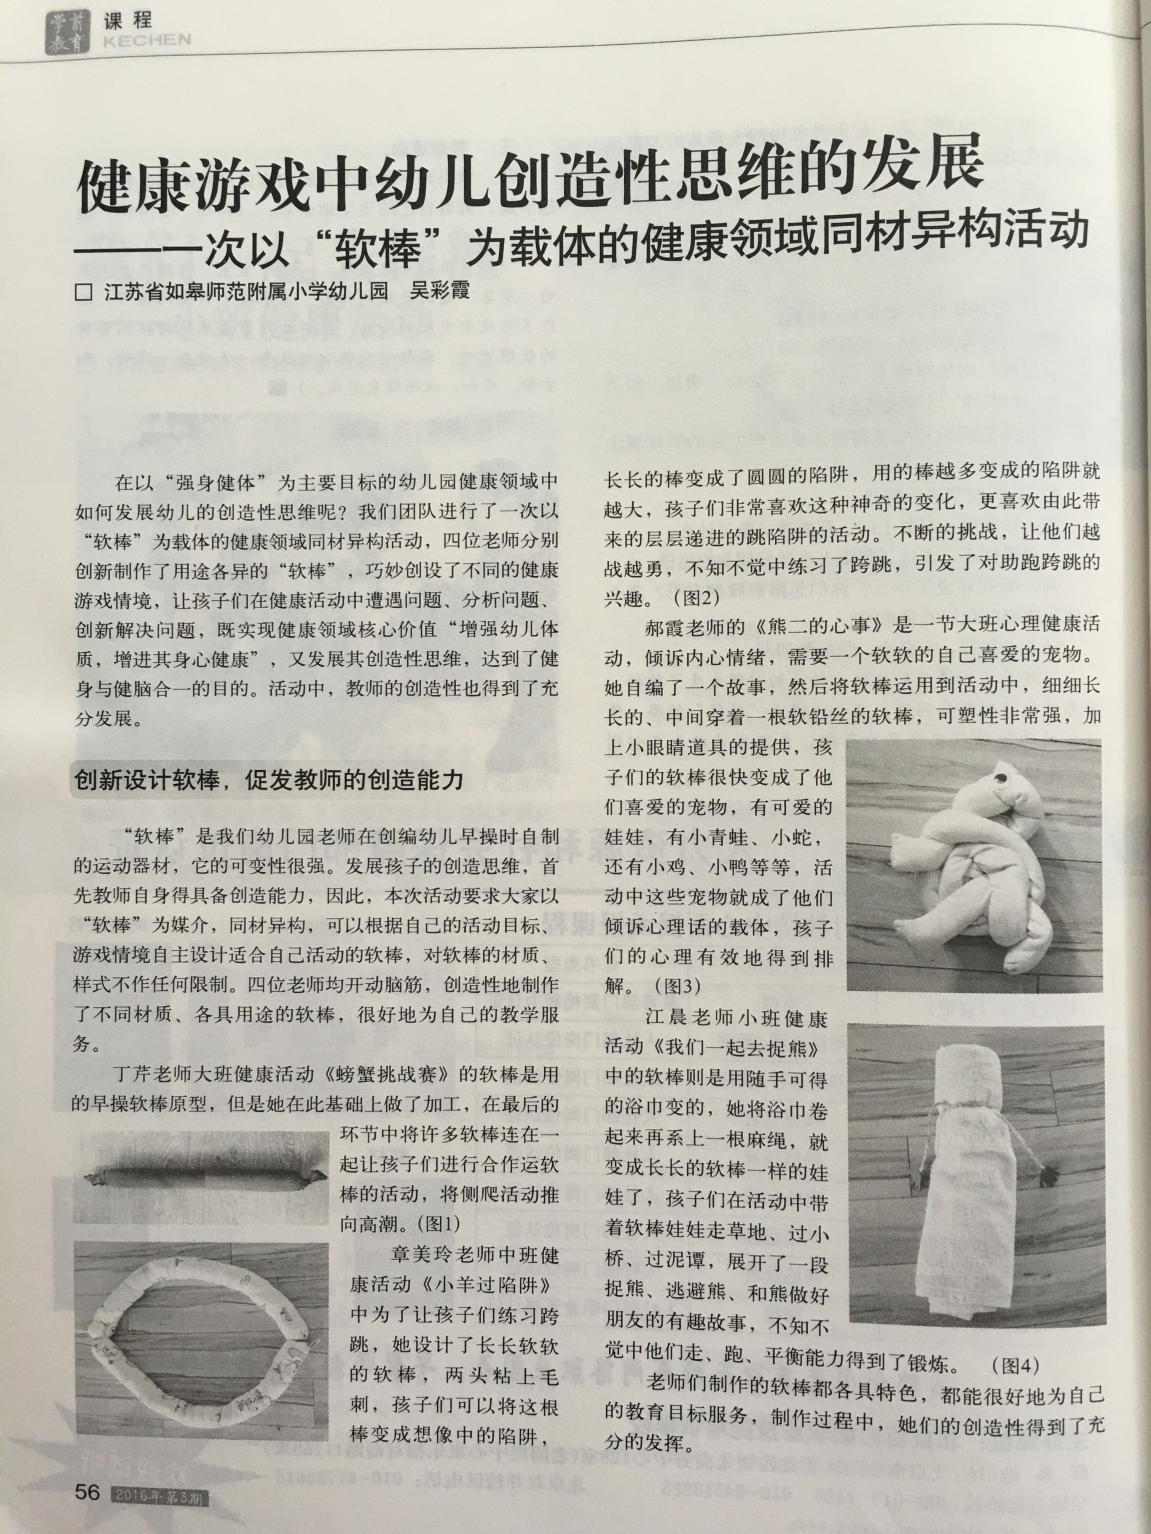 学前教育
课程
KECHEN
健康游戏中幼儿创造性思维的发展
——一次以“软棒”为载体的健康领域同材异构活动
□ 江苏省如皋师范附属小学幼儿园 吴彩霞
在以“强身健体”为主要目标的幼儿园健康领域中
如何发展幼儿的创造性思维呢？我们团队进行了一次以
“软棒”为载体的健康领域同材异构活动，四位老师分别
创新制作了用途各异的“软棒”，巧妙创设了不同的健康
游戏情境，让孩子们在健康活动中遭遇问题、分析问题、
创新解决问题，既实现健康领域核心价值“增强幼儿体
质，增进其身心健康”，又发展其创造性思维，达到了健
身与健脑合一的目的。活动中，教师的创造性也得到了充
分发展。
创新设计软棒，促发教师的创造能力
“软棒”是我们幼儿园老师在创编幼儿早操时自制
的运动器材，它的可变性很强。发展孩子的创造思维，首
先教师自身得具备创造能力，因此，本次活动要求大家以
“软棒”为媒介，同材异构，可以根据自己的活动目标、
游戏情境自主设计适合自己活动的软棒，对软棒的材质、
样式不作任何限制。四位老师均开动脑筋，创造性地制作
了不同材质、各具用途的软棒，很好地为自己的教学服
务。
丁芹老师大班健康活动《螃蟹挑战赛》的软棒是用
的早操软棒原型，但是她在此基础上做了加工，在最后的
环节中将许多软棒连在一
起让孩子们进行合作运软
棒的活动，将侧爬活动推
向高潮。（图1）
章美玲老师中班健
康活动《小羊过陷阱》
中为了让孩子们练习跨
跳，她设计了长长软软
的软棒，两头粘上毛
刺，孩子们可以将这根
棒变成想像中的陷阱，
长长的棒变成了圆圆的陷阱，用的棒越多变成的陷阱就
越大，孩子们非常喜欢这种神奇的变化，更喜欢由此带
来的层层递进的跳陷阱的活动。不断的挑战，让他们越
战越勇，不知不觉中练习了跨跳，引发了对助跑跨跳的
兴趣。（图2）
郝霞老师的《熊二的心事》是一节大班心理健康活
动，倾诉内心情绪，需要一个软软的自己喜爱的宠物。
她自编了一个故事，然后将软棒运用到活动中，细细长
长的、中间穿着一根软铅丝的软棒，可塑性非常强，加
上小眼睛道具的提供，孩
子们的软棒很快变成了他
们喜爱的宠物，有可爱的
娃娃，有小青蛙、小蛇，
还有小鸡、小鸭等等，活
动中这些宠物就成了他们
倾诉心理话的载体，孩子
们的心理有效地得到排
解。（图3）
江晨老师小班健康
活动《我们一起去捉熊》
中的软棒则是用随手可得
的浴巾变的，她将浴巾卷
起来再系上一根麻绳，就
变成长长的软棒一样的娃
娃了，孩子们在活动中带
着软棒娃娃走草地、过小
桥、过泥潭，展开了一段
捉熊、逃避熊、和熊做好
朋友的有趣故事，不知不
觉中他们走、跑、平衡能力得到了锻炼。（图4）
老师们制作的软棒都各具特色，都能很好地为自己
的教育目标服务，制作过程中，她们的创造性得到了充
分的发挥。
56 2016年第3期